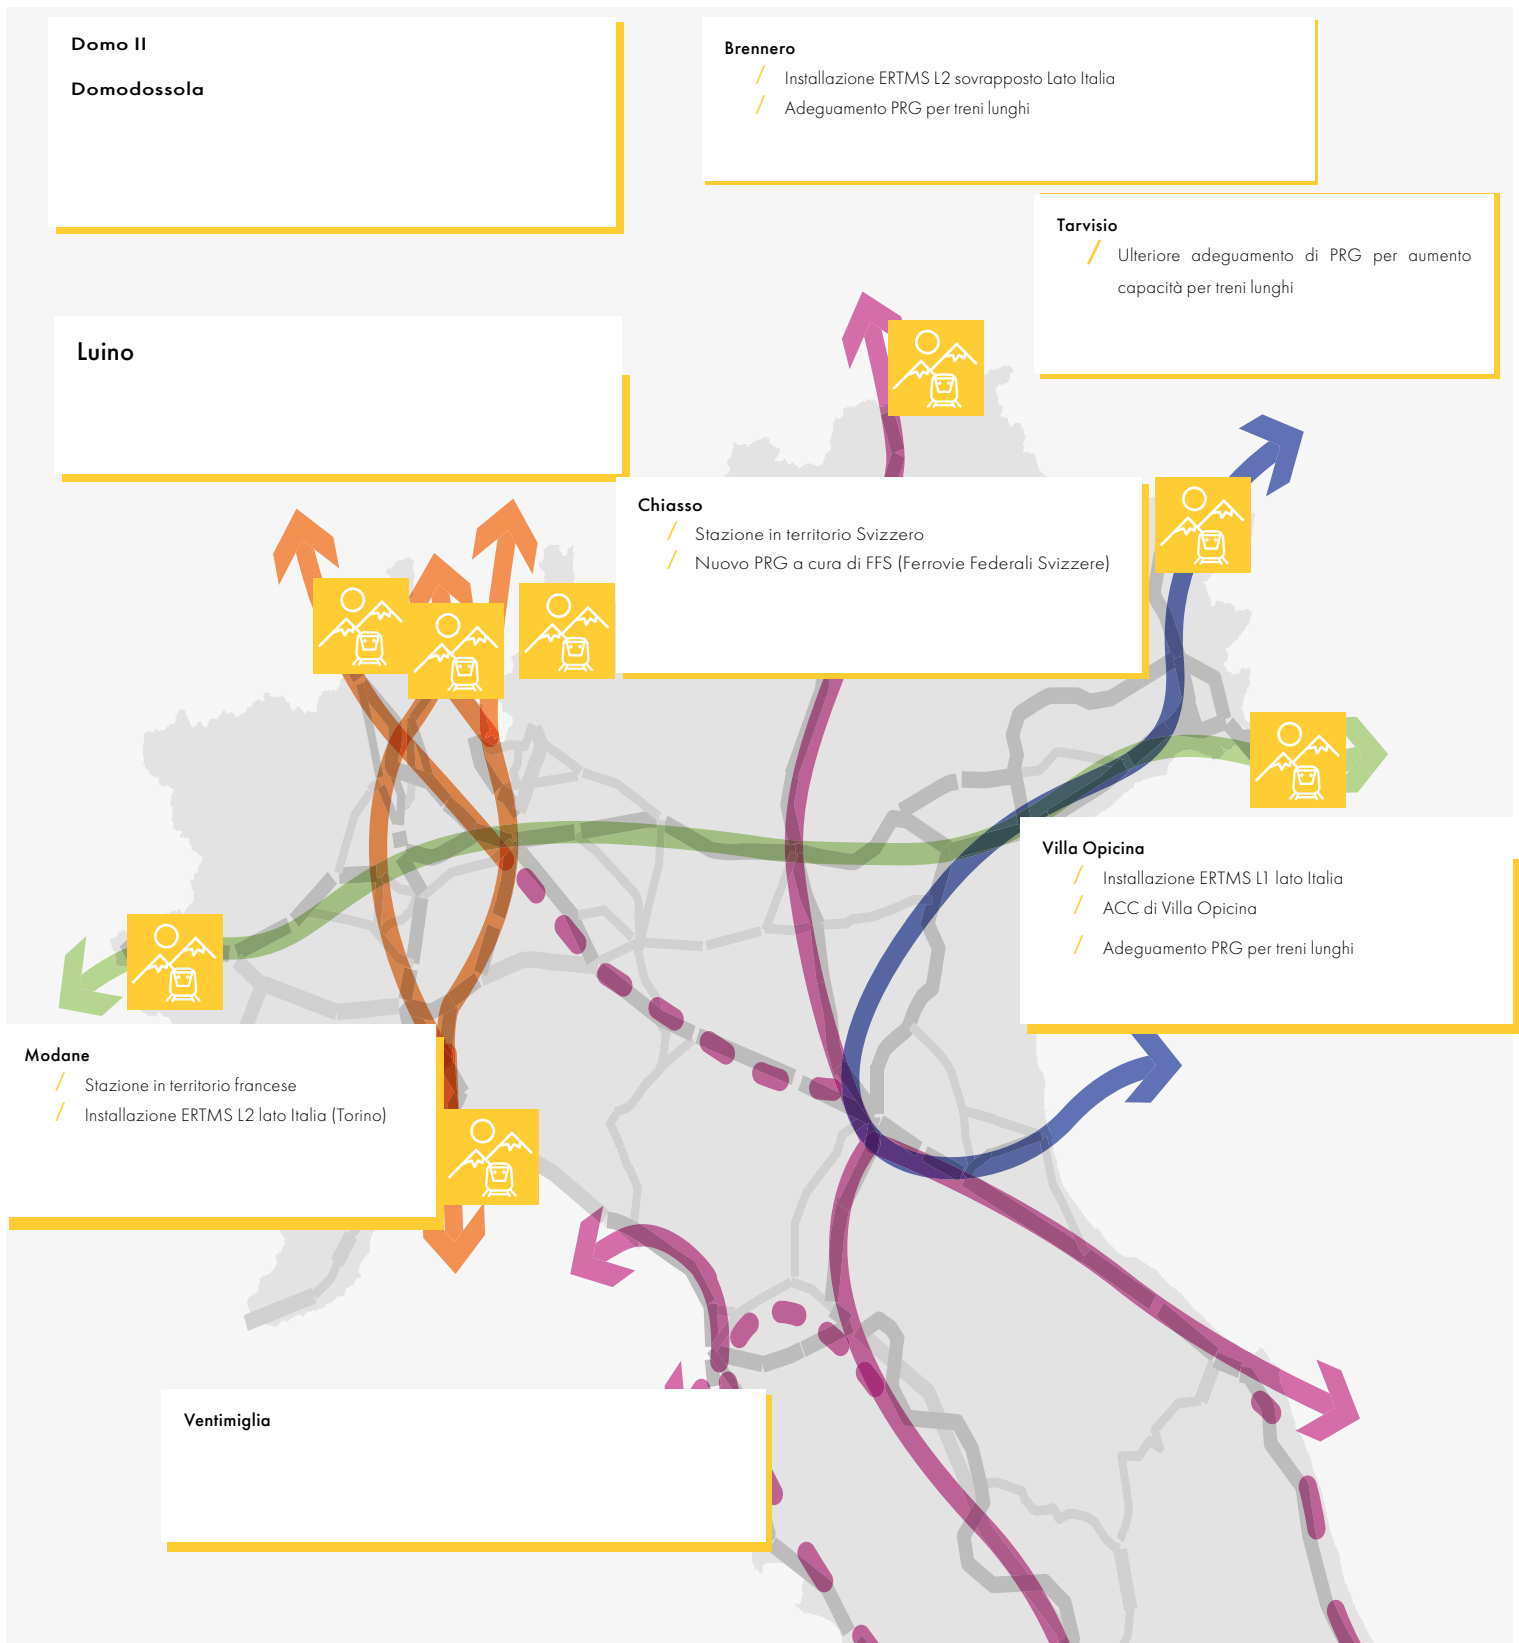 Domo II
Domodossola
Brennero
/ Installazione ERTMS L2 sovrapposto Lato Italia
/ Adeguamento PRG per treni lunghi
Tarvisio
/ Ulteriore adeguamento di PRG per aumento
capacità per treni lunghi
Luino
Chiasso
/ Stazione in territorio Svizzero
/ Nuovo PRG a cura di FFS (Ferrovie Federali Svizzere)
Villa Opicina
/ Installazione ERTMS L1 lato Italia
/ ACC di Villa Opicina
/ Adeguamento PRG per treni lunghi
Modane
/ Stazione in territorio francese
/ Installazione ERTMS L2 lato Italia (Torino)
Ventimiglia